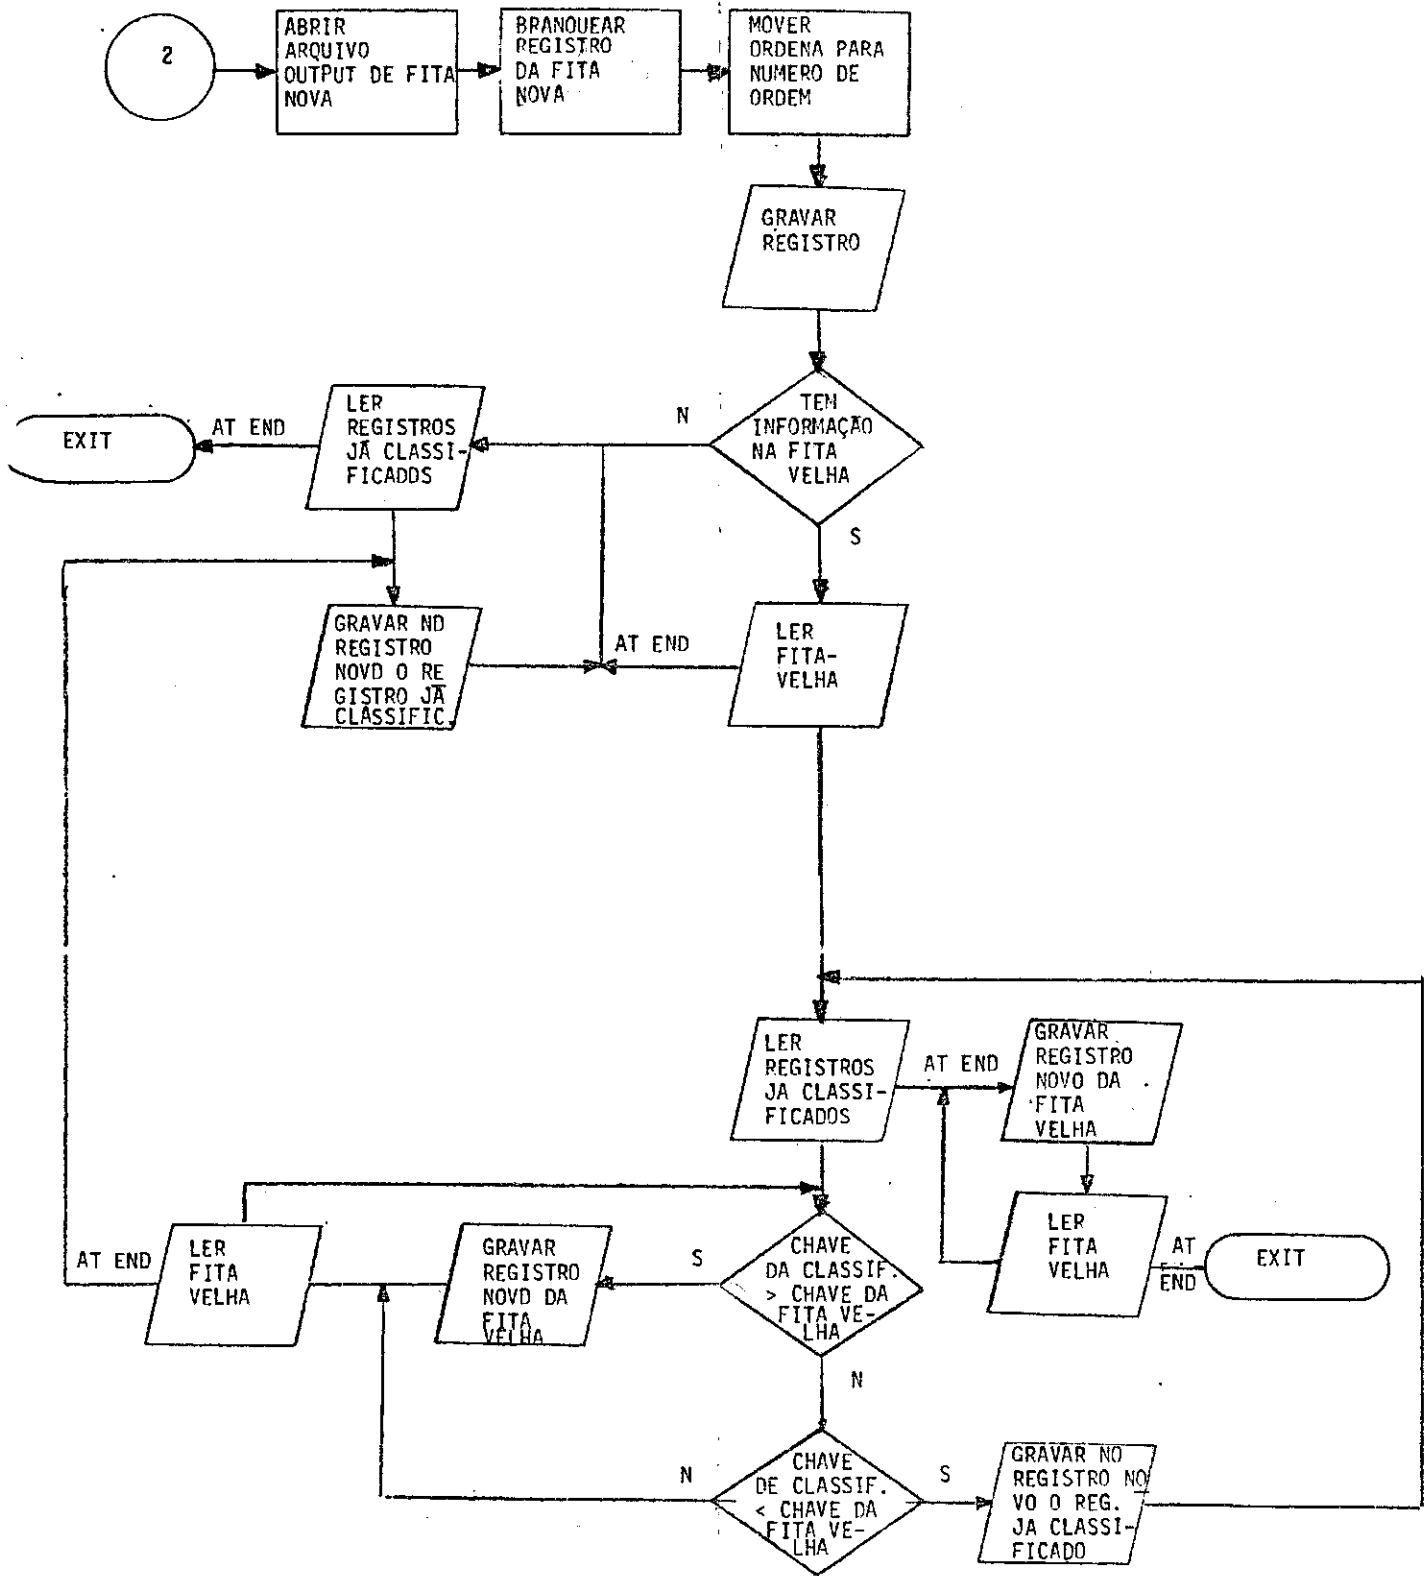 2
ABRIR
ARQUIVO
OUTPUT DE FITA
NOVA
BRANQUEAR
REGISTRO
DA FITA
NOVA
MOVER
ORDENA PARA
NUMERO DE
ORDEM
GRAVAR
REGISTRO
TEM
INFORMAÇÃO
NA FITA
VELHA
N
S
LER
REGISTROS
JÁ CLASSI-
FICADOS
AT END
EXIT
GRAVAR NO
REGISTRO
NOVO O RE
GISTRO JÁ
CLASSIFIC.
AT END
LER
FITA-
VELHA
LER
REGISTROS
JA CLASSI-
FICADOS
AT END
GRAVAR
REGISTRO
NOVO DA
FITA
VELHA
LER
FITA
VELHA
AT
END
EXIT
AT END
LER
FITA
VELHA
GRAVAR
REGISTRO
NOVO DA
FITA
VELHA
S
CHAVE
DA CLASSIF.
> CHAVE DA
FITA VE-
LHA
N
N
CHAVE
DE CLASSIF.
< CHAVE DA
FITA VE-
LHA
S
GRAVAR NO
REGISTRO NO
VO O REG.
JA CLASSI-
FICADO